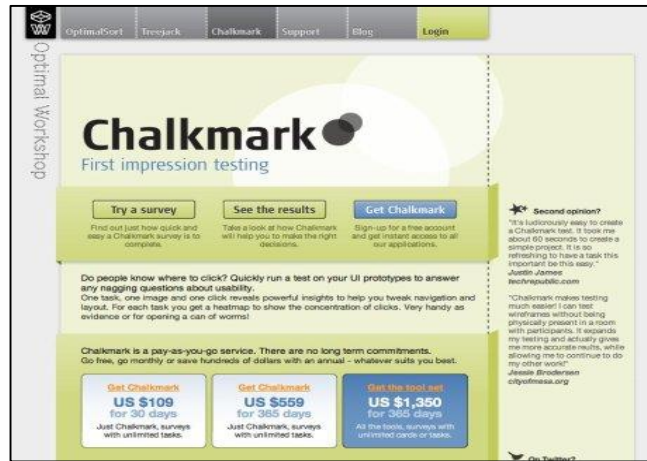 OptimalSort Treejack Chalkmark Support Blog Login
Optimal Workshop
Chalkmark
First impression testing
Try a survey
Find out just how quick and
easy a Chalkmark survey is to
complete.
See the results
Take a look at how Chalkmark
will help you to make the right
decisions.
Get Chalkmark
Sign-up for a free account
and get instant access to all
our applications.
Do people know where to click? Quickly run a test on your UI prototypes to answer
any nagging questions about usability.
One task, one image and one click reveals powerful insights to help you tweak navigation and
layout. For each task you get a heatmap to show the concentration of clicks. Very handy as
evidence or for opening a can of worms!
Chalkmark is a pay-as-you-go service. There are no long term commitments.
Go free, go monthly or save hundreds of dollars with an annual - whatever suits you best.
Get Chalkmark
US $109
for 30 days
Just Chalkmark, surveys
with unlimited tasks.
Get Chalkmark
US $559
for 365 days
Just Chalkmark, surveys
with unlimited tasks.
Get the tool set
US $1,350
for 365 days
All the tools, surveys with
unlimited cards or tasks.
Second opinion?
"It's ludicrously easy to create
a Chalkmark test. It took me
about 60 seconds to create a
simple project. It is so
refreshing to have a task this
important be this easy."
Justin James
techrepublic.com
"Chalkmark makes testing
much easier! I can test
wireframes without being
physically present in a room
with participants. It expands
my testing and actually gives
me more accurate reults, while
allowing me to continue to do
my other work!"
Jessie Brodersen
cityofmesa.org
On Twitter?